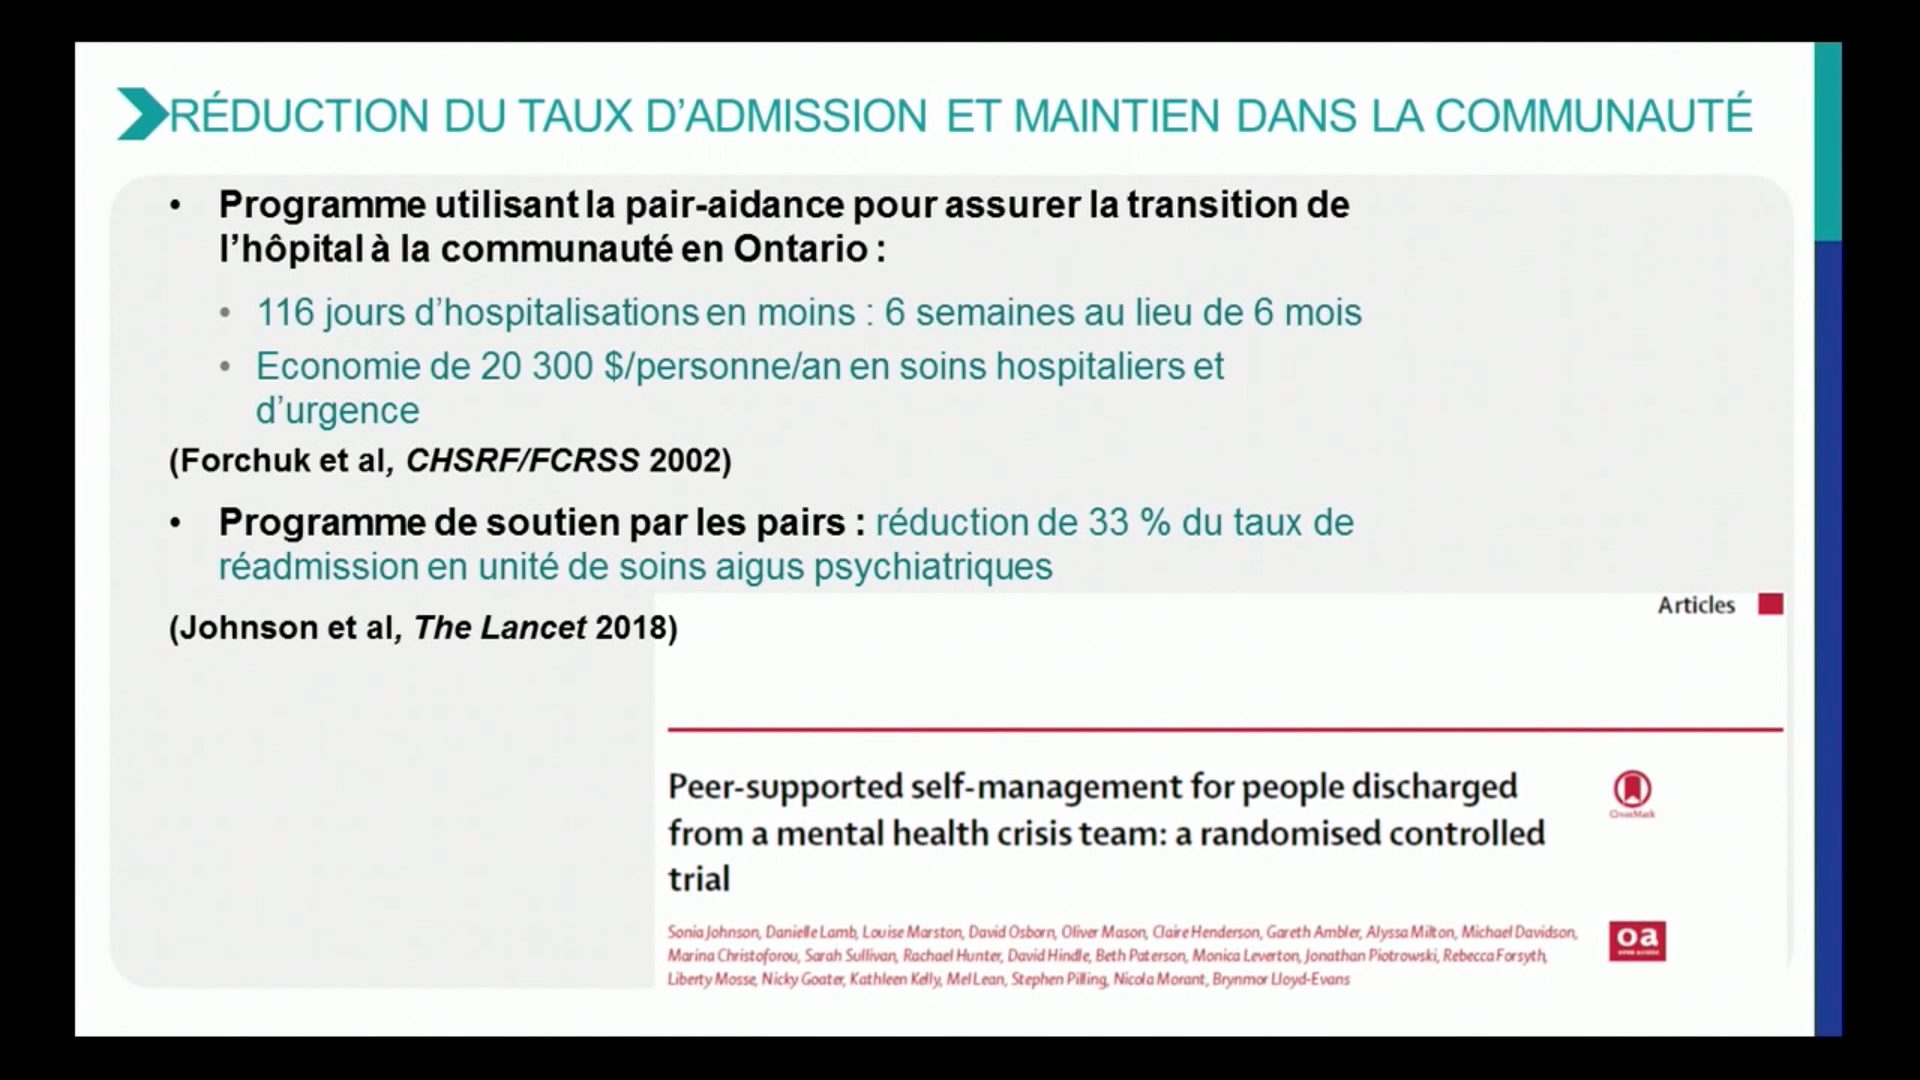 RÉDUCTION DU TAUX D’ADMISSION ET MAINTIEN DANS LA COMMUNAUTÉ
• Programme utilisant la pair-aidance pour assurer la transition de
l’hôpital à la communauté en Ontario :
• 116 jours d’hospitalisations en moins : 6 semaines au lieu de 6 mois
• Economie de 20 300 $/personne/an en soins hospitaliers et
d’urgence
(Forchuk et al, CHSRF/FCRSS 2002)
• Programme de soutien par les pairs : réduction de 33 % du taux de
réadmission en unité de soins aigus psychiatriques
(Johnson et al, The Lancet 2018)
Articles
Peer-supported self-management for people discharged
from a mental health crisis team: a randomised controlled
trial
CrossMark
Sonia Johnson, Danielle Lamb, Louise Marston, David Osborn, Oliver Mason, Claire Henderson, Gareth Ambler, Alyssa Milton, Michael Davidson,
Marina Christoforou, Sarah Sullivan, Rachael Hunter, David Hindle, Beth Paterson, Monica Leverton, Jonathan Piotrowski, Rebecca Forsyth,
Liberty Mosse, Nicky Goater, Kathleen Kelly, Mel Lean, Stephen Pilling, Nicola Morant, Brynmor Lloyd-Evans
oa
OPEN ACCESS